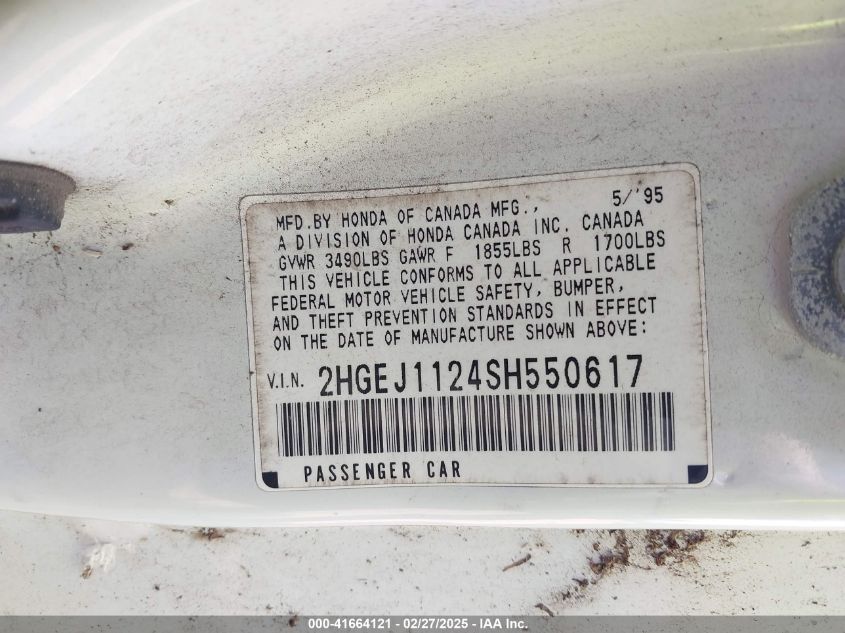 MFD.BY HONDA OF CANADA MFG., 5/'95
A DIVISION OF HONDA CANADA INC. CANADA
GVWR 3490LBS GAWR F 1855LBS R 1700LBS
THIS VEHICLE CONFORMS TO ALL APPLICABLE
FEDERAL MOTOR VEHICLE SAFETY, BUMPER,
AND THEFT PREVENTION STANDARDS IN EFFECT
ON THE DATE OF MANUFACTURE SHOWN ABOVE:
V.I.N. 2HGEJ1124SH550617
PASSENGER CAR
000-41664121 - 02/27/2025 - IAA Inc.